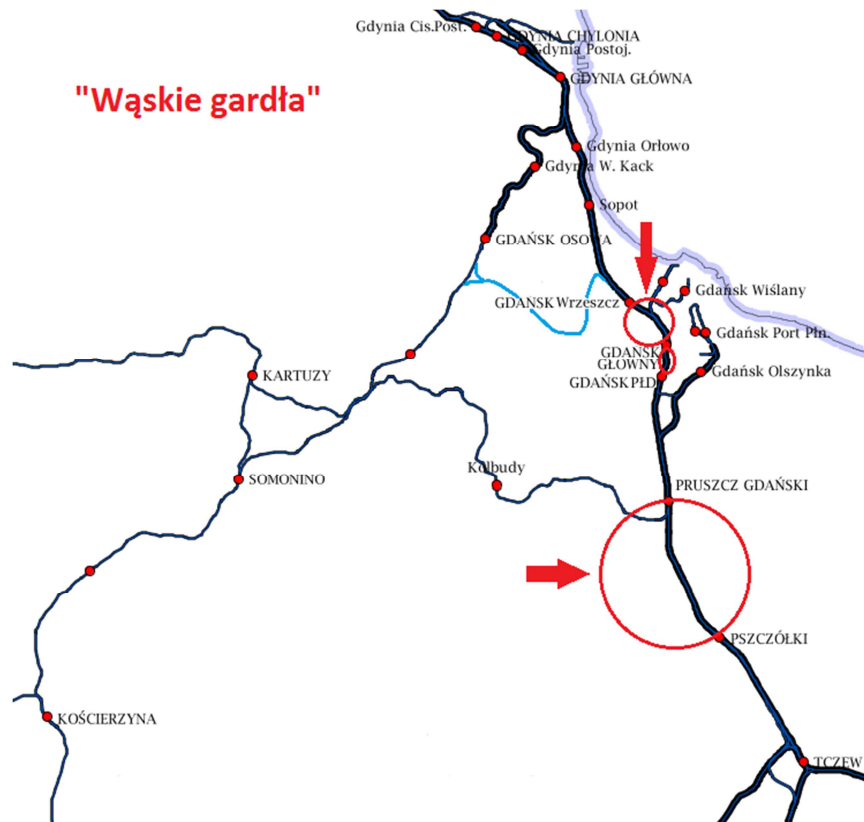 Gdynia Cis.Post.
GDYNIA CHYLONIA
Gdynia Postoj.
GDYNIA GŁÓWNA
"Wąskie gardła"
Gdynia Orłowo
Gdynia W. Kack
Sopot
GDAŃSK OSOWA
Gdańsk Wiślany
GDAŃSK Wrzeszcz
Gdańsk Port Płn.
GDAŃSK
GŁÓWNY
Gdańsk Olszynka
KARTUZY
GDAŃSK PŁD
Kolbudy
SOMONINO
PRUSZCZ GDAŃSKI
PSZCZÓŁKI
KOŚCIERZYNA
TCZEW